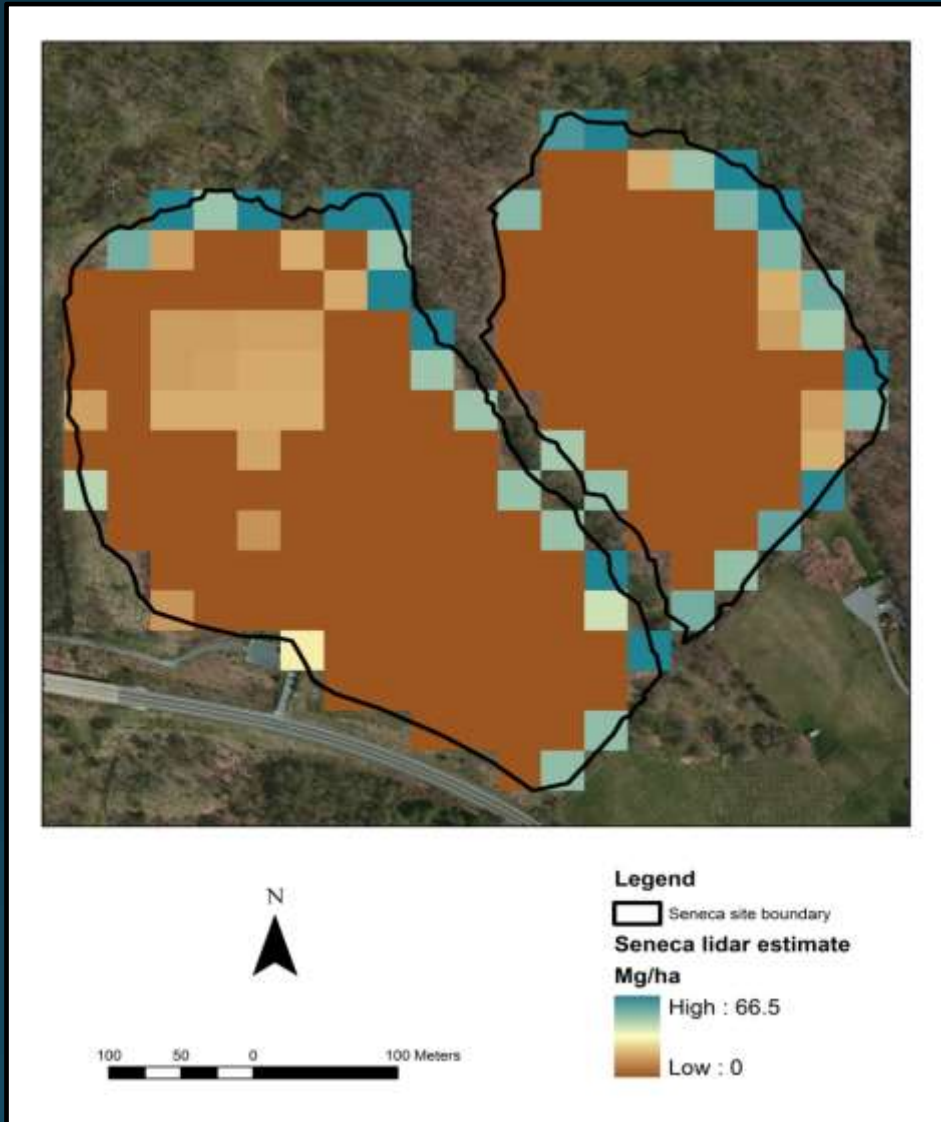 N
100 50 0 100 Meters
Legend
Seneca site boundary
Seneca lidar estimate
Mg/ha
High : 66.5
Low : 0